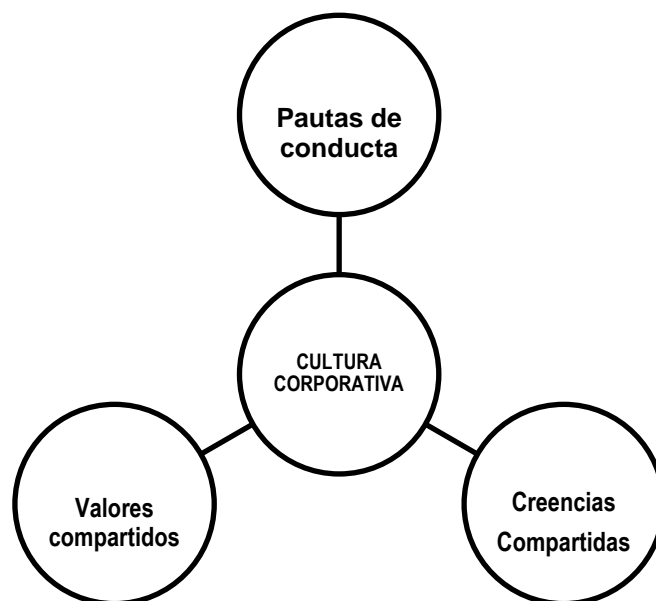 Pautas de
conducta
CULTURA
CORPORATIVA
Valores
compartidos
Creencias
Compartidas